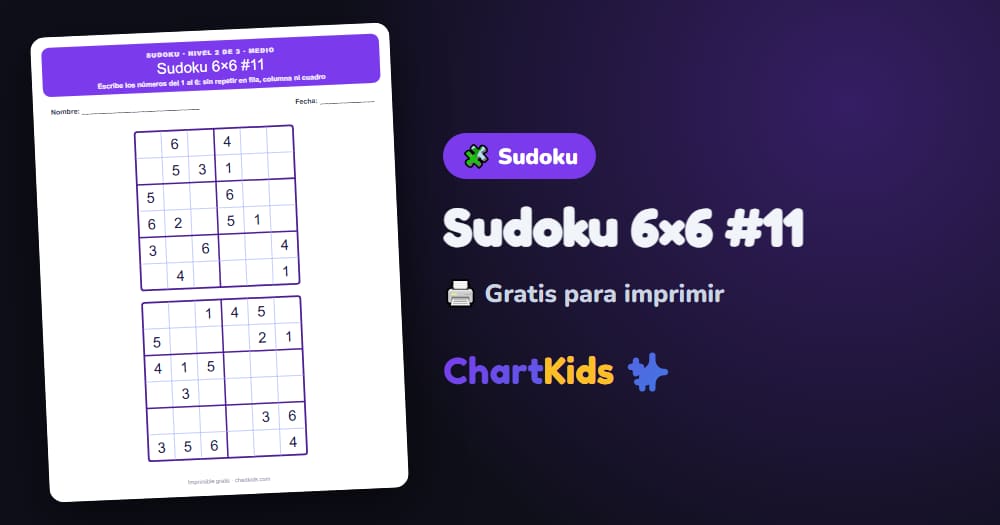 SUDOKU · NIVEL 2 DE 3 · MEDIO
Sudoku 6×6 #11
Escribe los números del 1 al 6: sin repetir en fila, columna ni cuadro
Nombre: ____________________ Fecha: __________
6 4
5 3 1
5 6
6 2 5 1
3 6 4
4 1
1 4 5
5 2 1
4 1 5
3
3 6
3 5 6 4
Imprimible gratis · chartkids.com
Sudoku
Sudoku 6×6 #11
Gratis para imprimir
ChartKids